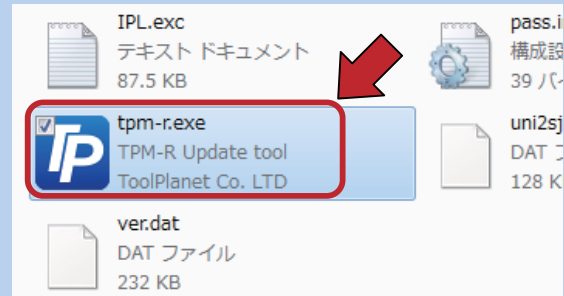 IPL.exc
テキスト ドキュメント
87.5 KB
TP
tpm-r.exe
TPM-R Update tool
ToolPlanet Co. LTD
ver.dat
DAT ファイル
232 KB
pass.i
構成設
39 バイ
uni2sj
DAT フ
128 K